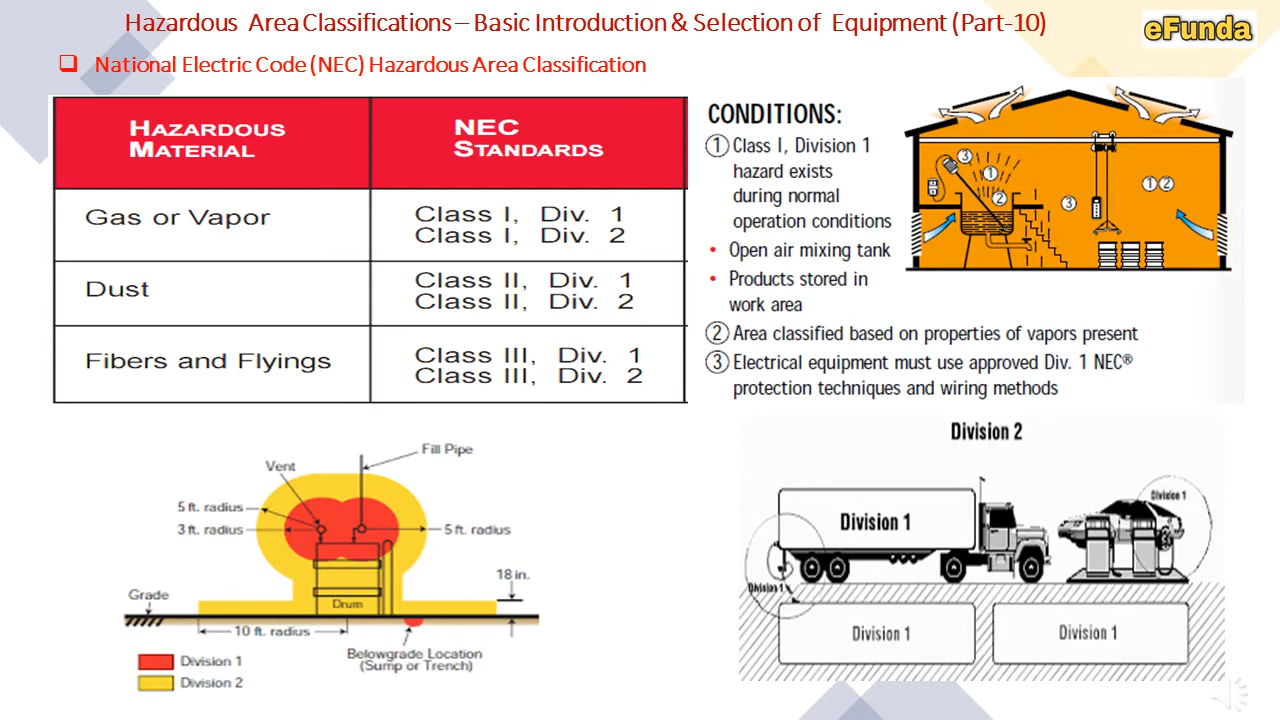 Hazardous Area Classifications – Basic Introduction & Selection of Equipment (Part-10)
eFunda
National Electric Code (NEC) Hazardous Area Classification
HAZARDOUS
MATERIAL
NEC
STANDARDS
Gas or Vapor
Class I, Div. 1
Class I, Div. 2
Dust
Class II, Div. 1
Class II, Div. 2
Fibers and Flyings
Class III, Div. 1
Class III, Div. 2
CONDITIONS:
1 Class I, Division 1
hazard exists
during normal
operation conditions
• Open air mixing tank
• Products stored in
work area
2 Area classified based on properties of vapors present
3 Electrical equipment must use approved Div. 1 NEC®
protection techniques and wiring methods
3
1
2
3
1 2
Fill Pipe
Vent
5 ft. radius
3 ft. radius
5 ft. radius
18 in.
Grade
Drum
10 ft. radius
Belowgrade Location
(Sump or Trench)
Division 1
Division 2
Division 2
Division 1
Division 1
Division 1
Division 1
Division 1